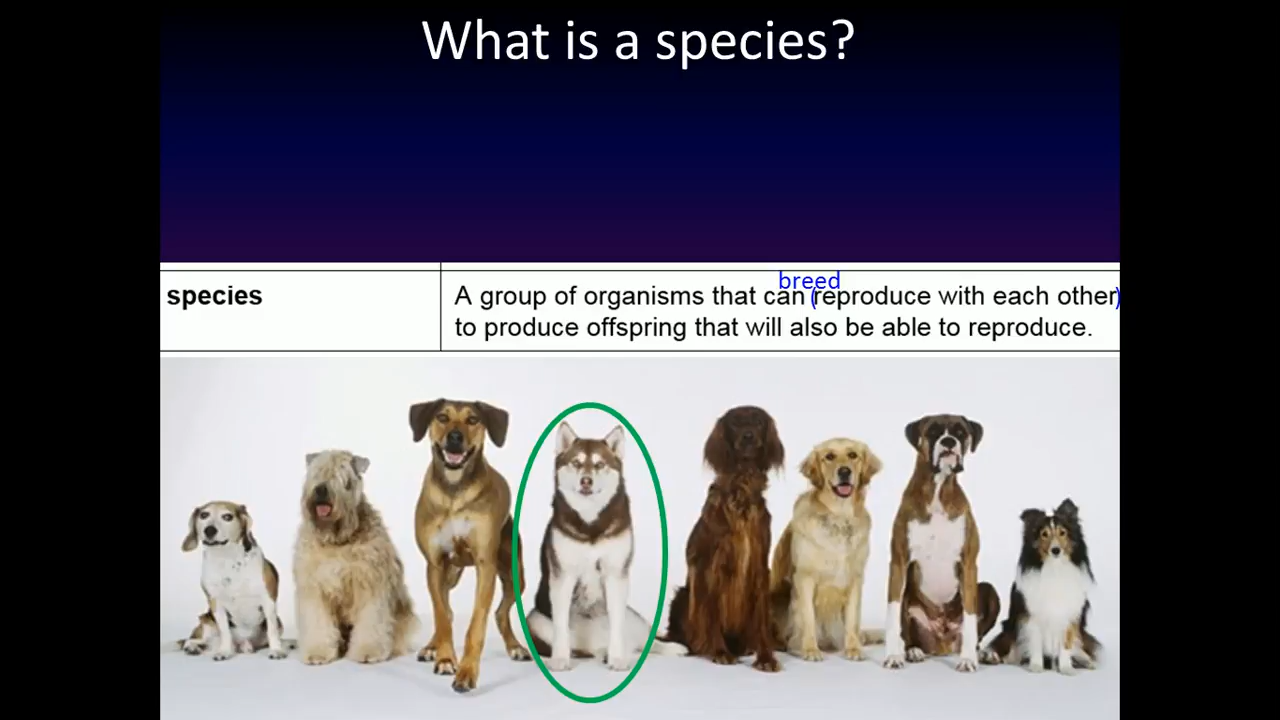 What is a species?
breed
species
A group of organisms that can (reproduce with each other)
to produce offspring that will also be able to reproduce.